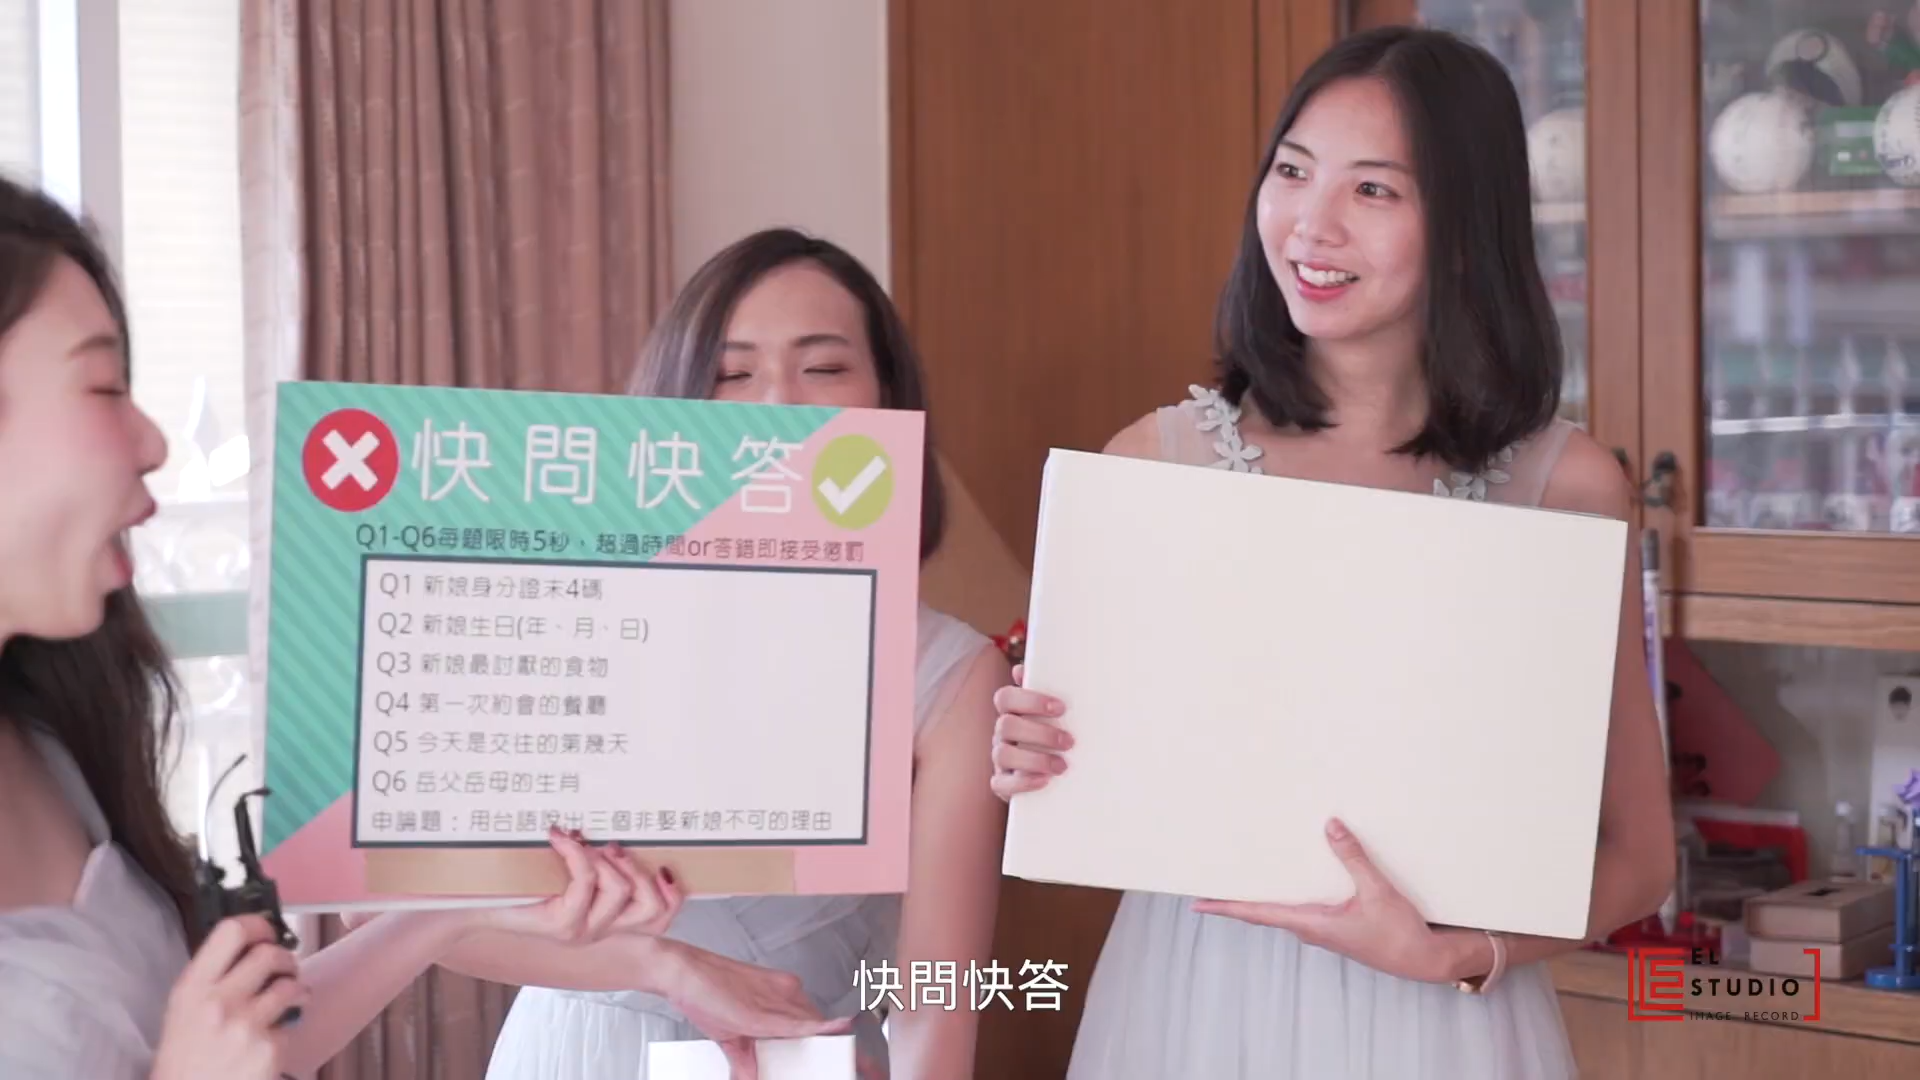 快問快答
Q1-Q6每題限時5秒，超過時間or答錯即接受懲罰
Q1 新娘身分證末4碼
Q2 新娘生日(年、月、日)
Q3 新娘最討厭的食物
Q4 第一次約會的餐廳
Q5 今天是交往的第幾天
Q6 岳父岳母的生肖
申論題：用台語說出三個非娶新娘不可的理由
快問快答
EL
STUDIO
IMAGE RECORD